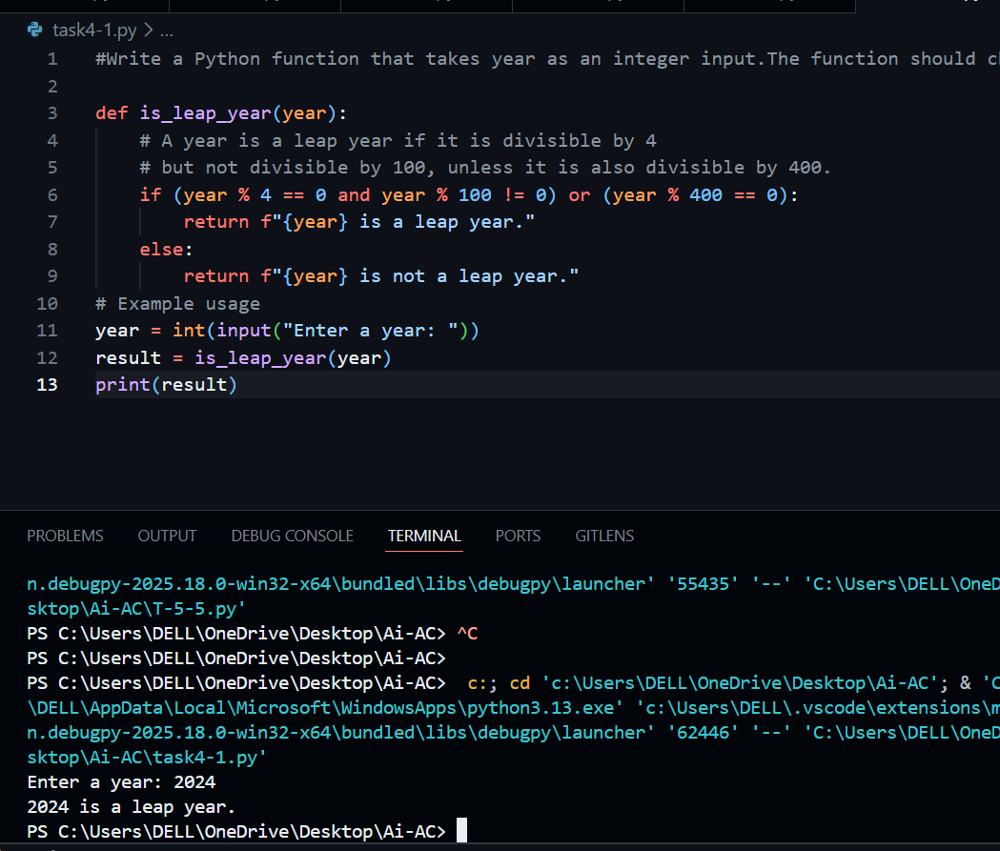 task4-1.py > ...
1 #Write a Python function that takes year as an integer input.The function should
2
3 def is_leap_year(year):
4     # A year is a leap year if it is divisible by 4
5     # but not divisible by 100, unless it is also divisible by 400.
6     if (year % 4 == 0 and year % 100 != 0) or (year % 400 == 0):
7         return f"{year} is a leap year."
8     else:
9         return f"{year} is not a leap year."
10 # Example usage
11 year = int(input("Enter a year: "))
12 result = is_leap_year(year)
13 print(result)
PROBLEMS OUTPUT DEBUG CONSOLE TERMINAL PORTS GITLENS
n.debugpy-2025.18.0-win32-x64\bundled\libs\debugpy\launcher' '55435' '--' 'C:\Users\DELL\OneD
sktop\Ai-AC\T-5-5.py'
PS C:\Users\DELL\OneDrive\Desktop\Ai-AC> ^C
PS C:\Users\DELL\OneDrive\Desktop\Ai-AC>
PS C:\Users\DELL\OneDrive\Desktop\Ai-AC>  c:; cd 'c:\Users\DELL\OneDrive\Desktop\Ai-AC'; & 'C
\DELL\AppData\Local\Microsoft\WindowsApps\python3.13.exe' 'c:\Users\DELL\.vscode\extensions\m
n.debugpy-2025.18.0-win32-x64\bundled\libs\debugpy\launcher' '62446' '--' 'C:\Users\DELL\OneD
sktop\Ai-AC\task4-1.py'
Enter a year: 2024
2024 is a leap year.
PS C:\Users\DELL\OneDrive\Desktop\Ai-AC>